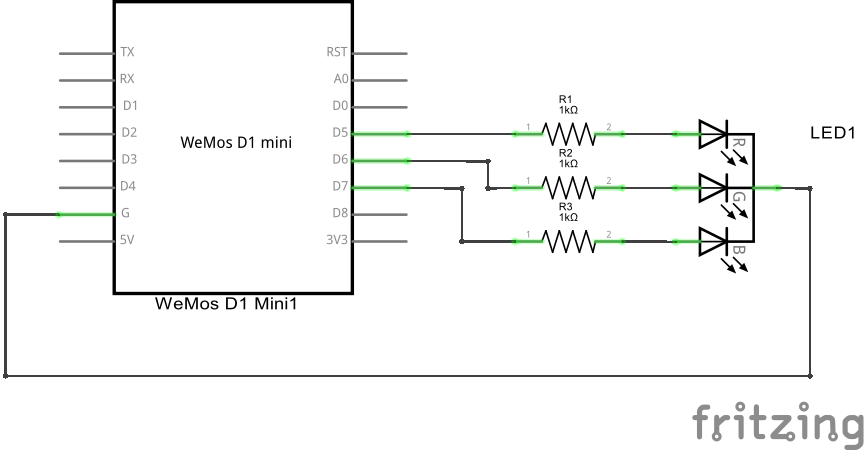 TX
RST
RX
A0
D1
D0
D2
D5
D3
D6
D4
D7
G
D8
5V
3V3
WeMos D1 mini
WeMos D1 Mini1
R1
1kΩ
1 2
R2
1kΩ
1 2
R3
1kΩ
1 2
R
G
B
LED1
fritzing